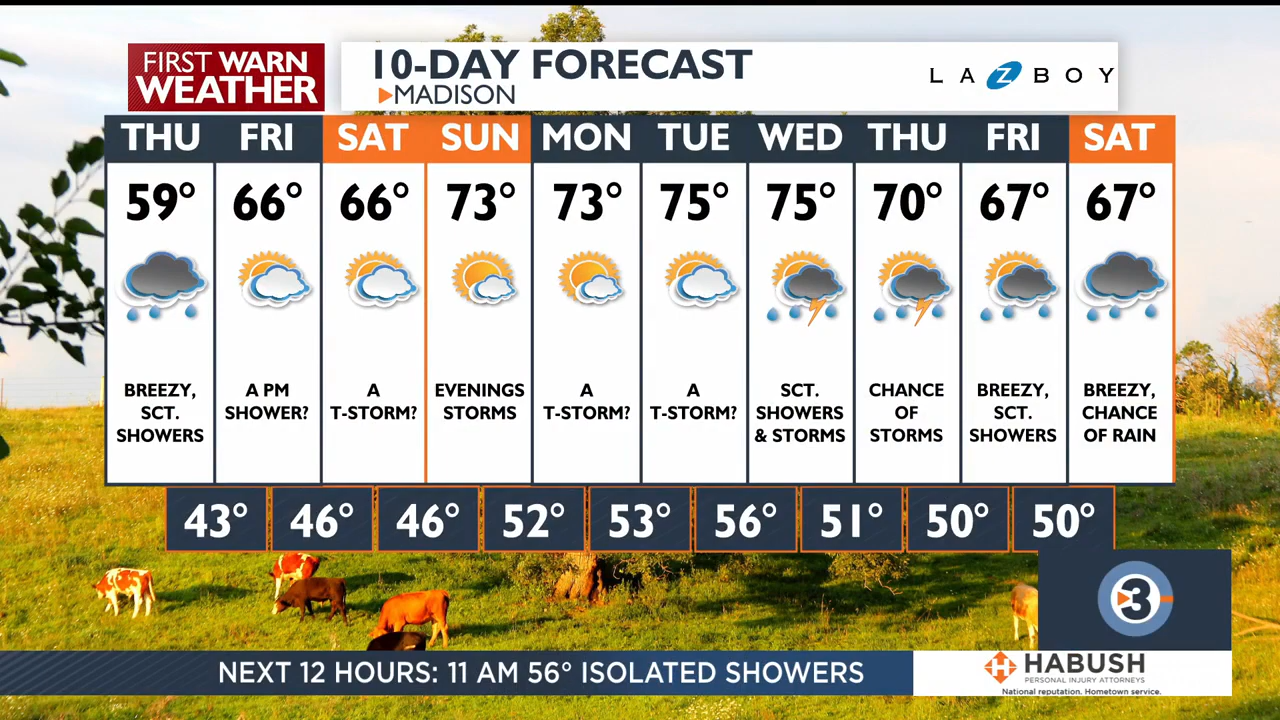 FIRST WARN
WEATHER
10-DAY FORECAST
MADISON
LA Z BOY
THU FRI SAT SUN MON TUE WED THU FRI SAT
59° 66° 66° 73° 73° 75° 75° 70° 67° 67°
BREEZY,
SCT.
SHOWERS
A PM
SHOWER?
A
T-STORM?
EVENINGS
STORMS
A
T-STORM?
A
T-STORM?
SCT.
SHOWERS
& STORMS
CHANCE
OF
STORMS
BREEZY,
SCT.
SHOWERS
BREEZY,
CHANCE
OF RAIN
43° 46° 46° 52° 53° 56° 51° 50° 50°
3
NEXT 12 HOURS: 11 AM 56° ISOLATED SHOWERS
HABUSH
PERSONAL INJURY ATTORNEYS
National reputation. Hometown service.